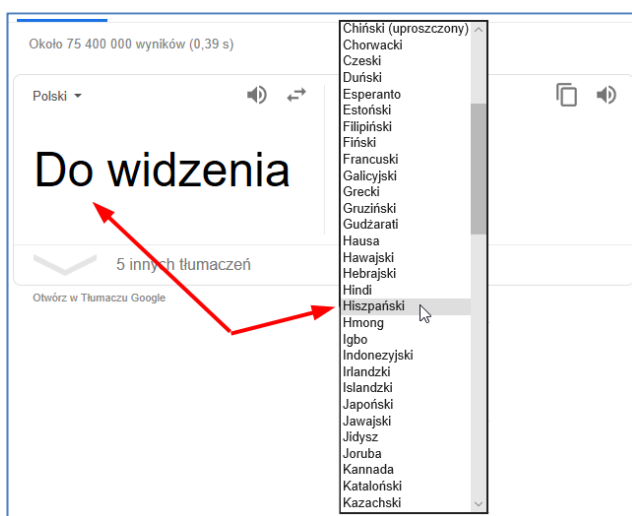 Około 75 400 000 wyników (0,39 s)
Polski
Do widzenia
5 innych tłumaczeń
Otwórz w Tłumaczu Google
Chiński (uproszczony)
Chorwacki
Czeski
Duński
Esperanto
Estoński
Filipiński
Fiński
Francuski
Galicyjski
Grecki
Gruziński
Gudżarati
Hausa
Hawajski
Hebrajski
Hindi
Hiszpański
Hmong
Igbo
Indonezyjski
Irlandzki
Islandzki
Japoński
Jawajski
Jidysz
Joruba
Kannada
Kataloński
Kazachski